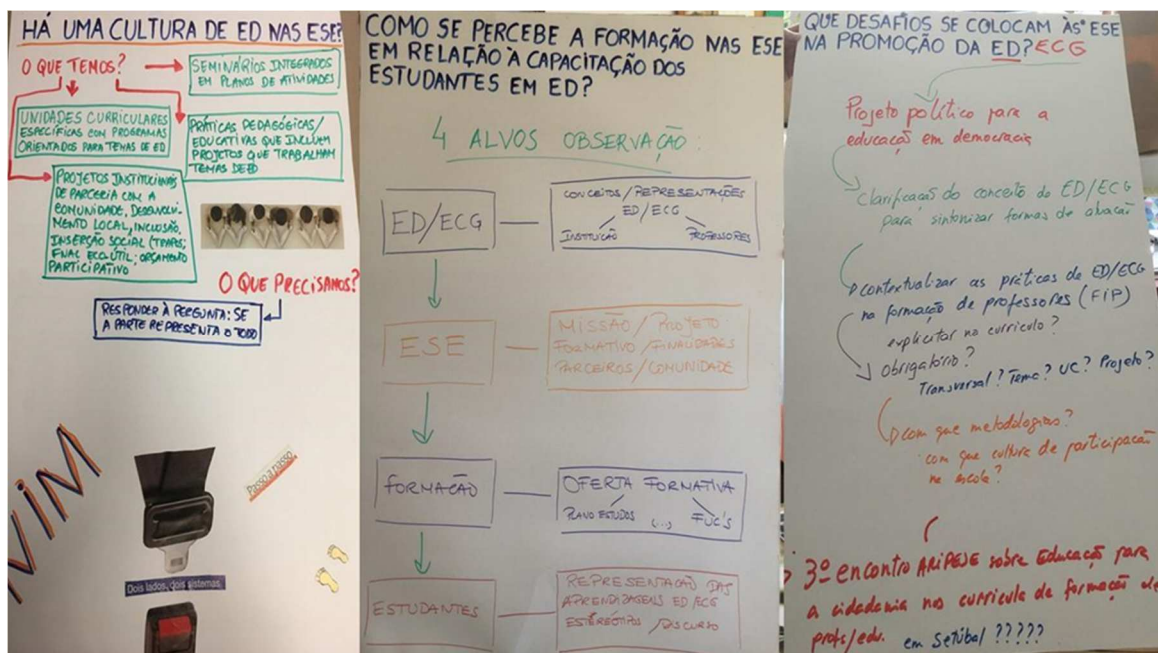 HÁ UMA CULTURA DE ED NAS ESE?
O QUE TEMOS?
SEMINÁRIOS INTEGRADOS
EM PLANOS DE ATIVIDADES
UNIDADES CURRICULARES
ESPECÍFICAS COM PROGRAMAS
ORIENTADOS PARA TEMAS DE ED
PRÁTICAS PEDAGÓGICAS/
EDUCATIVAS QUE INCLUEM
PROJETOS QUE TRABALHAM
TEMAS DE ED
PROJETOS INSTITUCIONAIS
DE PARCERIA COM A
COMUNIDADE, DESENVOLVI-
MENTO LOCAL, INCLUSÃO,
INSERÇÃO SOCIAL (TRAPOS;
FNAC ECO-ÚTIL; ORÇAMENTO
PARTICIPATIVO
O QUE PRECISAMOS?
RESPONDER À PERGUNTA: SE
A PARTE REPRESENTA O TODO
NIM
Passo a passo
Dois lados, dois sistemas
COMO SE PERCEBE A FORMAÇÃO NAS ESE
EM RELAÇÃO À CAPACITAÇÃO DOS
ESTUDANTES EM ED?
4 ALVOS OBSERVAÇÃO:
ED/ECG
CONCEITOS/REPRESENTAÇÕES
ED/ECG
INSTITUIÇÃO PROFESSORES
ESE
MISSÃO/PROJETO
FORMATIVO/FINALIDADES
PARCEIROS/COMUNIDADE
FORMAÇÃO
OFERTA FORMATIVA
PLANO ESTUDOS (...) FUC'S
ESTUDANTES
REPRESENTAÇÃO DAS
APRENDIZAGENS ED/ECG
ESTEREÓTIPOS/DISCURSO
QUE DESAFIOS SE COLOCAM ÀS ESE
NA PROMOÇÃO DA ED? ECG
Projeto político para a
educação em democracia
Clarificação do conceito de ED/ECG
para sintonizar formas de atuação
contextualizar as práticas de ED/ECG
na formação de professores (FIP)
explicitar no currículo?
Obrigatório?
Transversal? Tema? UC? Projeto?
com que metodologias?
com que cultura de participação
na escola?
3º encontro ARIPESE sobre Educação para
a cidadania nos curricula de formação de
profs/edu. em Setúbal ?????